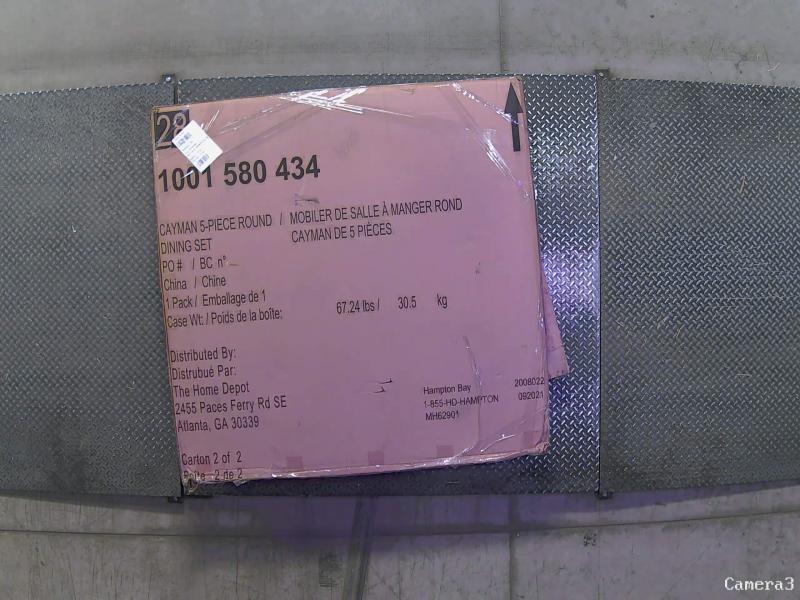 28
1001 580 434
CAYMAN 5-PIECE ROUND / MOBILER DE SALLE À MANGER ROND
DINING SET CAYMAN DE 5 PIÈCES
PO # / BC n°
China / Chine
1 Pack / Emballage de 1
Case Wt: / Poids de la boîte: 67.24 lbs / 30.5 kg
Distributed By:
Distrubué Par:
The Home Depot
2455 Paces Ferry Rd SE
Atlanta, GA 30339
Hampton Bay 2008022
1-855-HD-HAMPTON 092021
MH62901
Carton 2 of 2
Boîte 2 de 2
Camera3